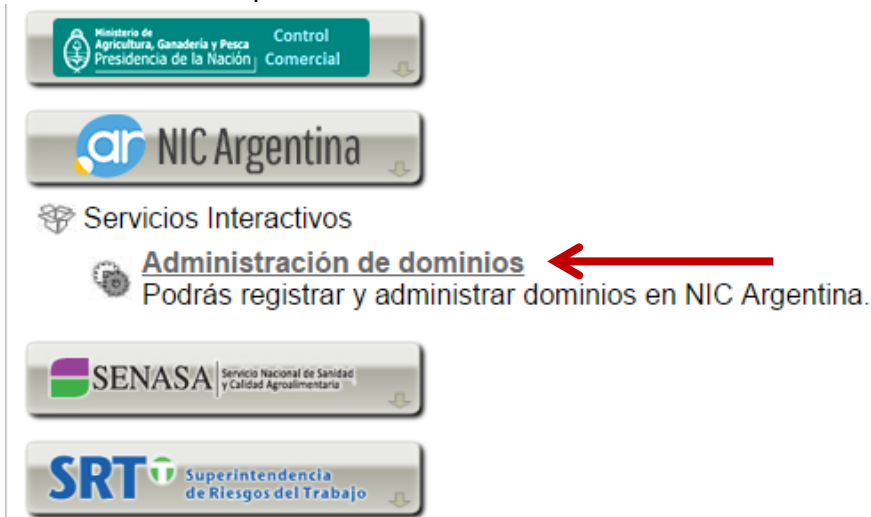 Ministerio de
Agricultura, Ganadería y Pesca
Presidencia de la Nación
Control
Comercial
.ar NIC Argentina
Servicios Interactivos
Administración de dominios
Podrás registrar y administrar dominios en NIC Argentina.
SENASA
Servicio Nacional de Sanidad
y Calidad Agroalimentaria
SRT
Superintendencia
de Riesgos del Trabajo